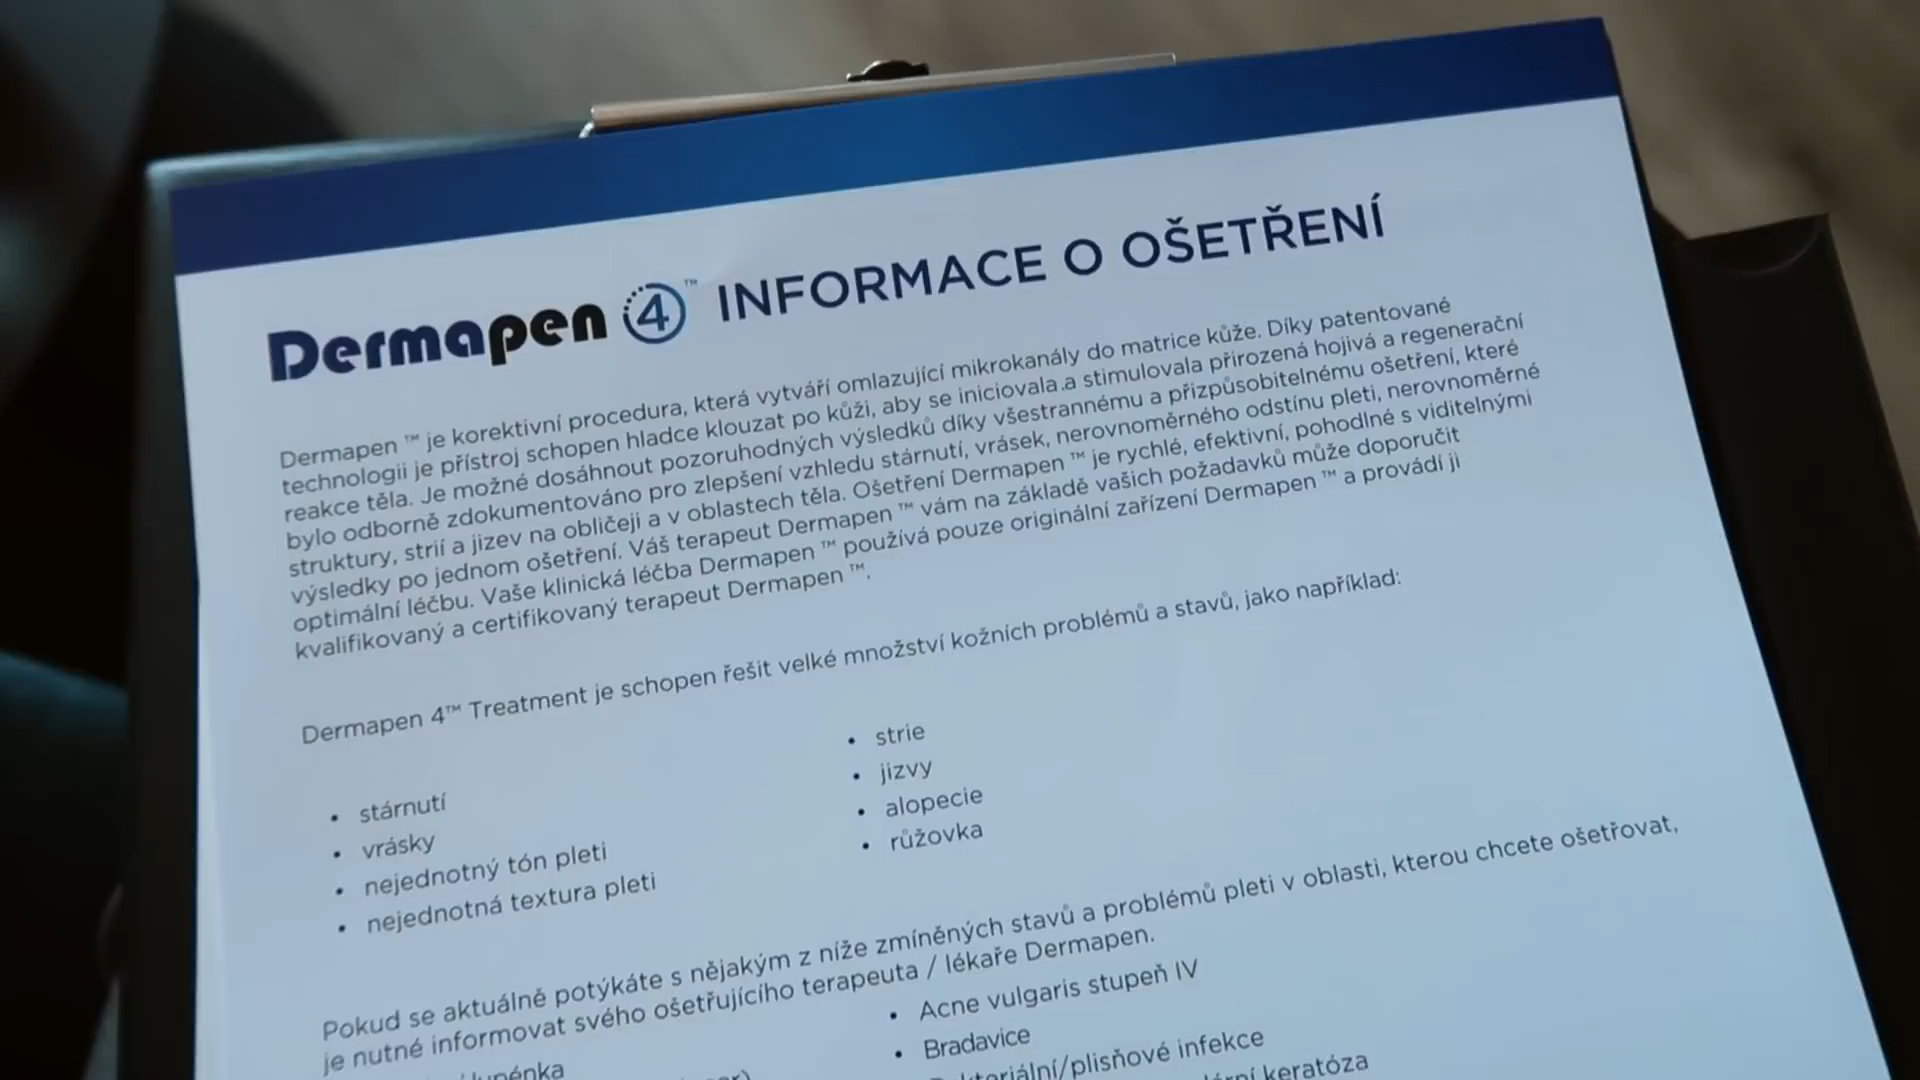 Dermapen 4™ INFORMACE O OŠETŘENÍ
Dermapen ™ je korektivní procedura, která vytváří omlazující mikrokanály do matrice kůže. Díky patentované
technologii je přístroj schopen hladce klouzat po kůži, aby se iniciovala.a stimulovala přirozená hojivá a regenerační
reakce těla. Je možné dosáhnout pozoruhodných výsledků díky všestrannému a přizpůsobitelnému ošetření, které
bylo odborně zdokumentováno pro zlepšení vzhledu stárnutí, vrásek, nerovnoměrného odstínu pleti, nerovnoměrné
struktury, strií a jizev na obličeji a v oblastech těla. Ošetření Dermapen ™ je rychlé, efektivní, pohodlné s viditelnými
výsledky po jednom ošetření. Váš terapeut Dermapen ™ vám na základě vašich požadavků může doporučit
optimální léčbu. Vaše klinická léčba Dermapen ™ používá pouze originální zařízení Dermapen ™ a provádí ji
kvalifikovaný a certifikovaný terapeut Dermapen ™.
Dermapen 4™ Treatment je schopen řešit velké množství kožních problémů a stavů, jako například:
• stárnutí
• vrásky
• nejednotný tón pleti
• nejednotná textura pleti
• strie
• jizvy
• alopecie
• růžovka
Pokud se aktuálně potýkáte s nějakým z níže zmíněných stavů a problémů pleti v oblasti, kterou chcete ošetřovat,
je nutné informovat svého ošetřujícího terapeuta / lékaře Dermapen.
• Acne vulgaris stupeň IV
• Bradavice
plisňové infekce
keratóza